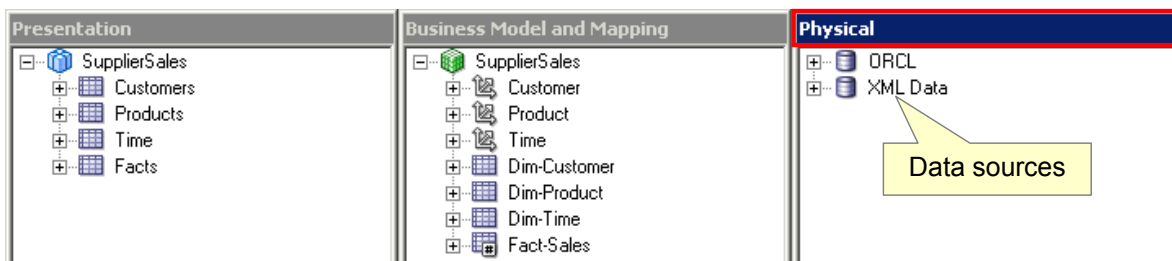 Presentation
SupplierSales
Customers
Products
Time
Facts
Business Model and Mapping
SupplierSales
Customer
Product
Time
Dim-Customer
Dim-Product
Dim-Time
Fact-Sales
Physical
ORCL
XML Data
Data sources